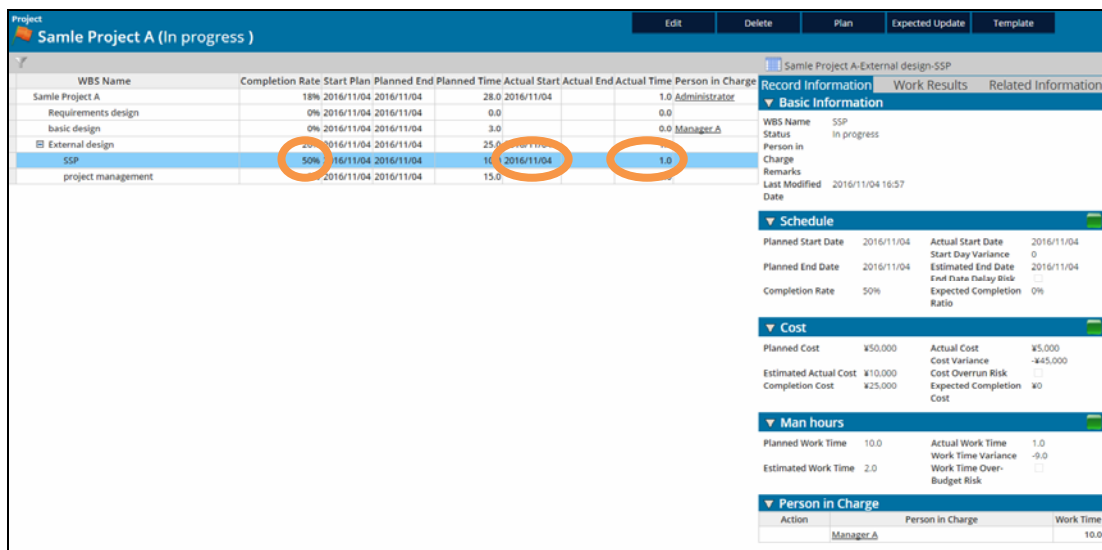 Project
Samle Project A (In progress )
Edit Delete Plan Expected Update Template
WBS Name Completion Rate Start Plan Planned End Planned Time Actual Start Actual End Actual Time Person in Charge
Samle Project A 18% 2016/11/04 2016/11/04 28.0 2016/11/04 1.0 Administrator
Requirements design 0% 2016/11/04 2016/11/04 0.0 0.0
basic design 0% 2016/11/04 2016/11/04 3.0 0.0 Manager A
External design 2016/11/04 2016/11/04 25.0
SSP 50% 2016/11/04 2016/11/04 2016/11/04 1.0
project management 2016/11/04 2016/11/04 15.0
Samle Project A-External design-SSP
Record Information Work Results Related Information
▼ Basic Information
WBS Name SSP
Status In progress
Person in
Charge
Remarks
Last Modified 2016/11/04 16:57
Date
▼ Schedule
Planned Start Date 2016/11/04 Actual Start Date 2016/11/04
Start Day Variance 0
Planned End Date 2016/11/04 Estimated End Date 2016/11/04
End Date Delay Risk
Completion Rate 50% Expected Completion 0%
Ratio
▼ Cost
Planned Cost ¥50,000 Actual Cost ¥5,000
Cost Variance -¥45,000
Estimated Actual Cost ¥10,000 Cost Overrun Risk
Completion Cost ¥25,000 Expected Completion ¥0
Cost
▼ Man hours
Planned Work Time 10.0 Actual Work Time 1.0
Work Time Variance -9.0
Estimated Work Time 2.0 Work Time Over-
Budget Risk
▼ Person in Charge
Action Person in Charge Work Time
Manager A 10.0